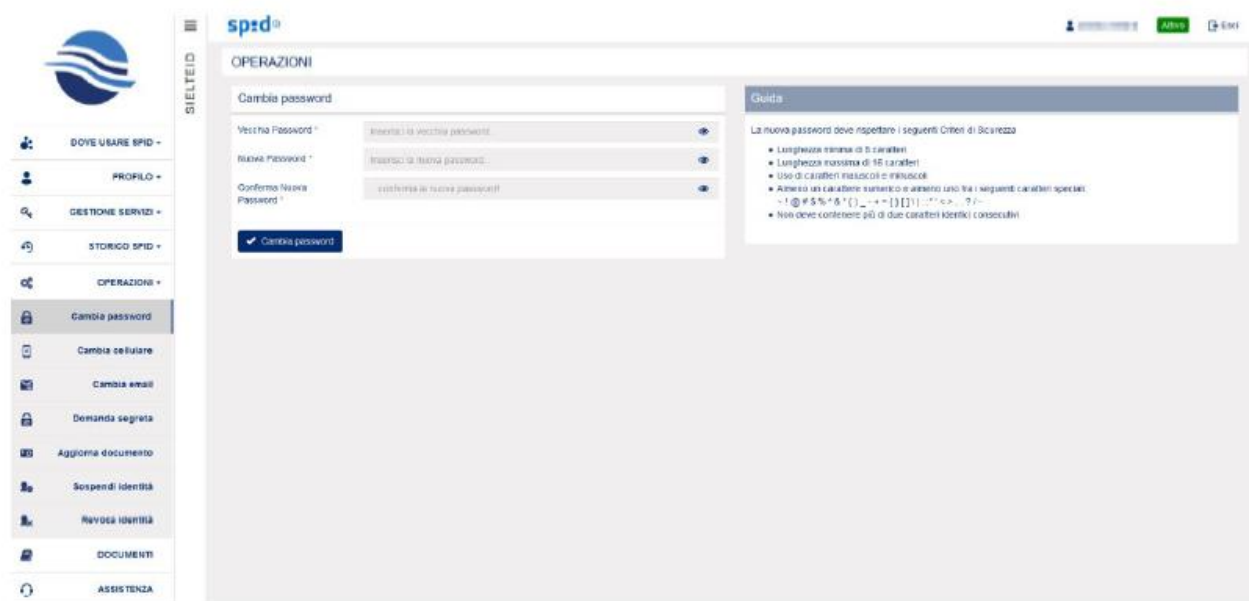 spid
Attivo
Esci
SIELTEID
OPERAZIONI
Cambia password
Guida
Vecchia Password *
Inserisci la vecchia password
Nuova Password *
Inserisci la nuova password
Conferma Nuova
Password *
conferma la nuova password
Cambia password
La nuova password deve rispettare i seguenti Criteri di Sicurezza
Lunghezza minima di 8 caratteri
Lunghezza massima di 16 caratteri
Uso di caratteri maiuscoli e minuscoli
Almeno un carattere numerico e almeno uno fra i seguenti caratteri speciali:
Non deve contenere più di due caratteri identici consecutivi
DOVE USARE SPID
PROFILO
GESTIONE SERVIZI
STORICO SPID
OPERAZIONI
Cambia password
Cambia cellulare
Cambia email
Domanda segreta
Aggiorna documento
Sospendi identità
Revoca identità
DOCUMENTI
ASSISTENZA